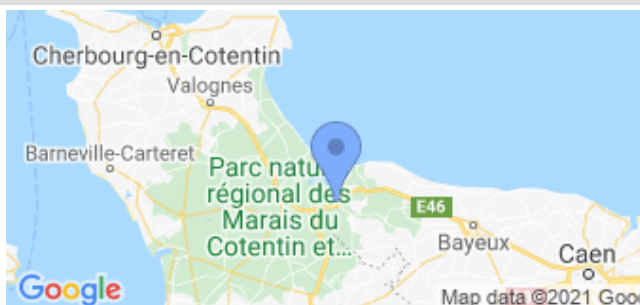 Cherbourg-en-Cotentin
Valognes
Barneville-Carteret
Parc natu
régional des
Marais du
Cotentin et...
E46
Bayeux
Caen
Google
Map data ©2021 Goo